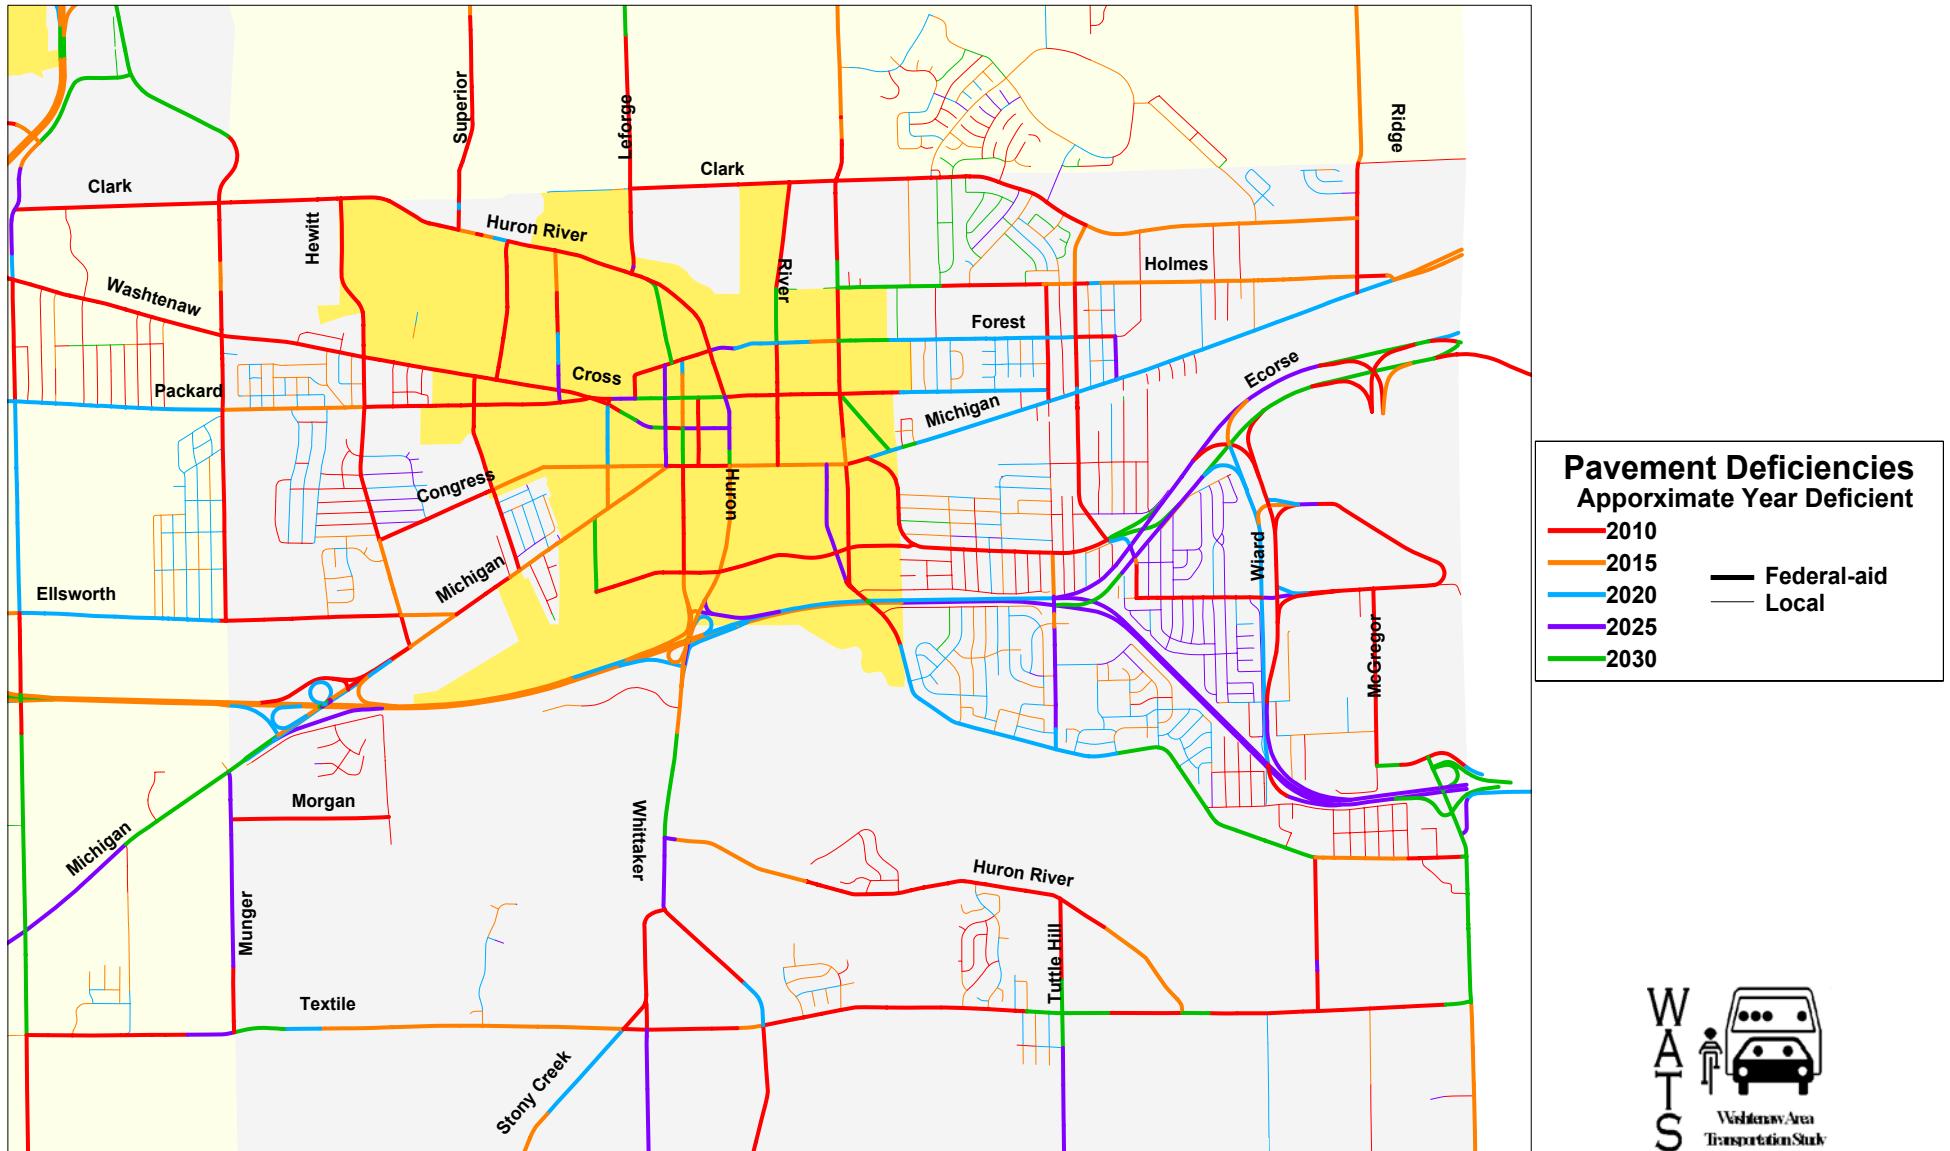 Superior
Leforge
Ridge
Clark
Clark
Hewitt
Huron River
River
Holmes
Washtenaw
Forest
Ecorse
Packard
Cross
Michigan
Congress
Huron
Wiard
Michigan
Ellsworth
McGregor
Morgan
Michigan
Whittaker
Huron River
Munger
Tuttle Hill
Textile
Stony Creek
Pavement Deficiencies
Apporximate Year Deficient
2010
2015
2020
2025
2030
Federal-aid
Local
WATS
Washtenaw Area
Transportation Study